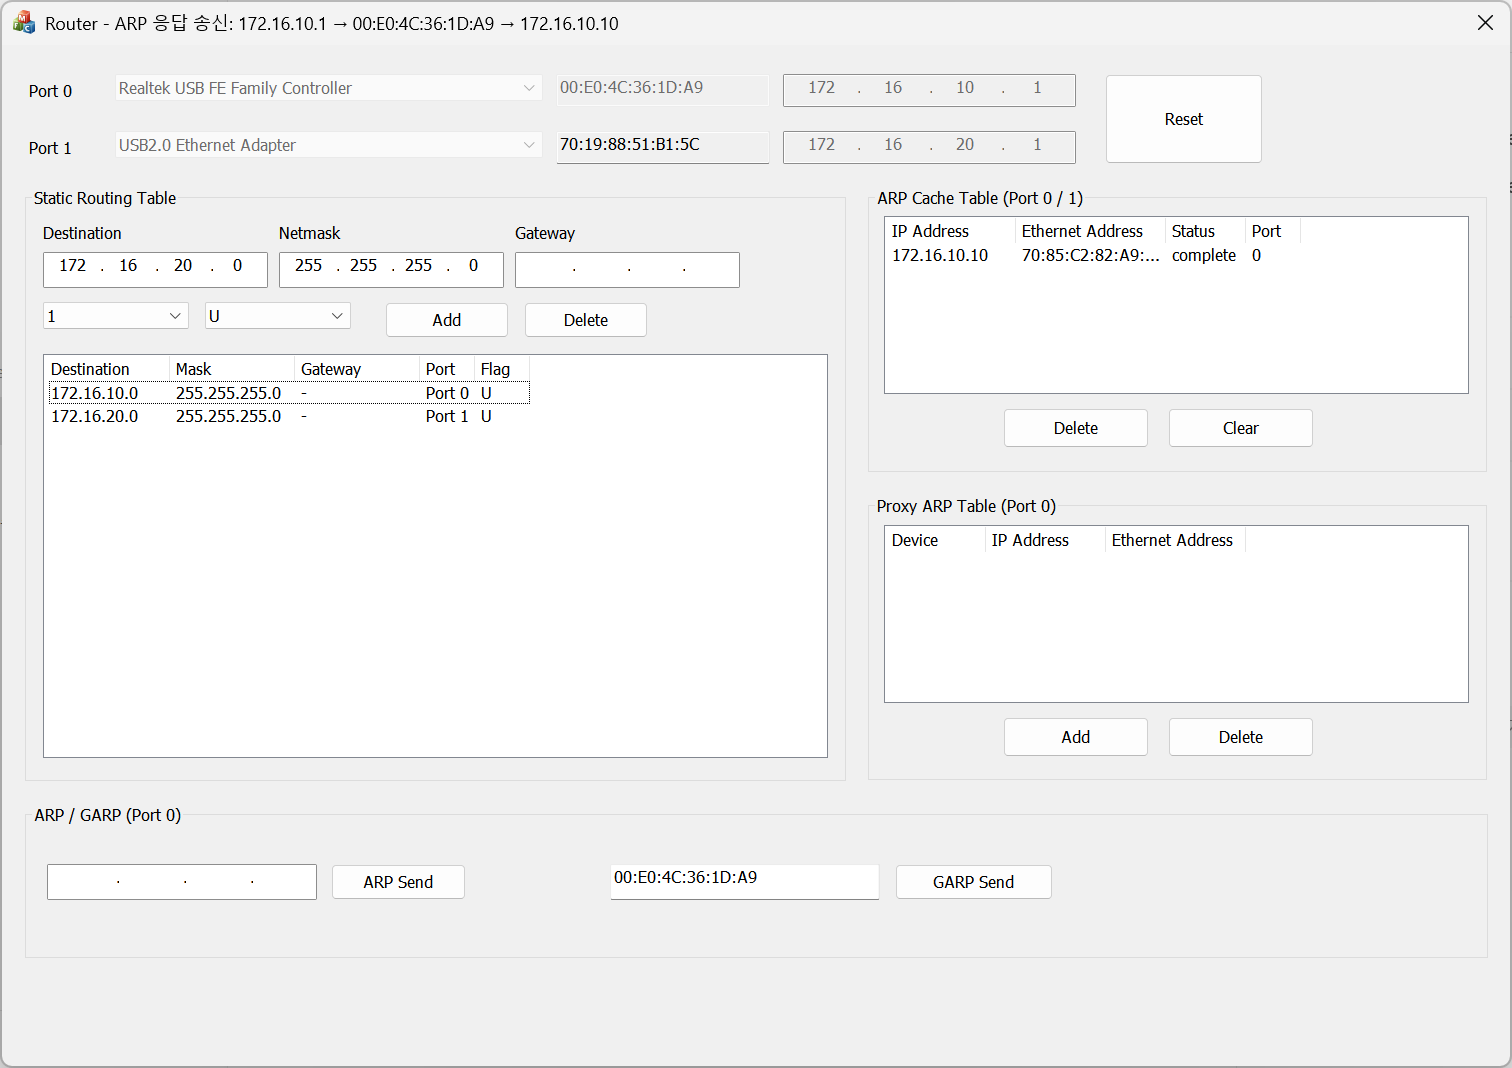 Router - ARP 응답 송신: 172.16.10.1 → 00:E0:4C:36:1D:A9 → 172.16.10.10
Port 0 Realtek USB FE Family Controller 00:E0:4C:36:1D:A9 172 . 16 . 10 . 1
Reset
Port 1 USB2.0 Ethernet Adapter 70:19:88:51:B1:5C 172 . 16 . 20 . 1
Static Routing Table
Destination Netmask Gateway
172 . 16 . 20 . 0 255 . 255 . 255 . 0 . . .
1 U Add Delete
Destination Mask Gateway Port Flag
172.16.10.0 255.255.255.0 - Port 0 U
172.16.20.0 255.255.255.0 - Port 1 U
ARP Cache Table (Port 0 / 1)
IP Address Ethernet Address Status Port
172.16.10.10 70:85:C2:82:A9:... complete 0
Delete Clear
Proxy ARP Table (Port 0)
Device IP Address Ethernet Address
Add Delete
ARP / GARP (Port 0)
. . . ARP Send 00:E0:4C:36:1D:A9 GARP Send